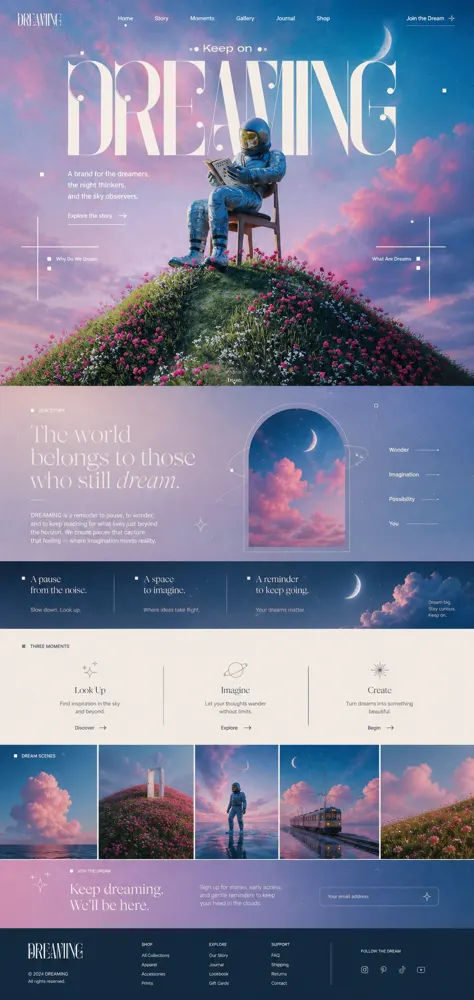 DREAMING
Home
Story
Moments
Gallery
Journal
Shop
Join the Dream
Keep on
DREAMING
A brand for the dreamers,
the night thinkers,
and the sky observers.
Explore the story
Why Do We Dream
What Are Dreams
OUR STORY
The world
belongs to those
who still dream.
DREAMING is a reminder to pause, to wonder,
and to keep reaching for what lives just beyond
the horizon. We create pieces that capture
that feeling — where imagination meets reality.
Wonder
Imagination
Possibility
You
A pause
from the noise.
Slow down. Look up.
A space
to imagine.
Where ideas take flight.
A reminder
to keep going.
Your dreams matter.
Dream big.
Stay curious.
Keep on.
THREE MOMENTS
Look Up
Find inspiration in the sky
and beyond.
Discover
Imagine
Let your thoughts wander
without limits.
Explore
Create
Turn dreams into something
beautiful.
Begin
DREAM SCENES
JOIN THE DREAM
Keep dreaming.
We'll be here.
Sign up for stories, early access,
and gentle reminders to keep
your head in the clouds.
Your email address
DREAMING
© 2024 DREAMING
All rights reserved.
SHOP
All Collections
Apparel
Accessories
Prints
EXPLORE
Our Story
Journal
Lookbook
Gift Cards
SUPPORT
FAQ
Shipping
Returns
Contact
FOLLOW THE DREAM